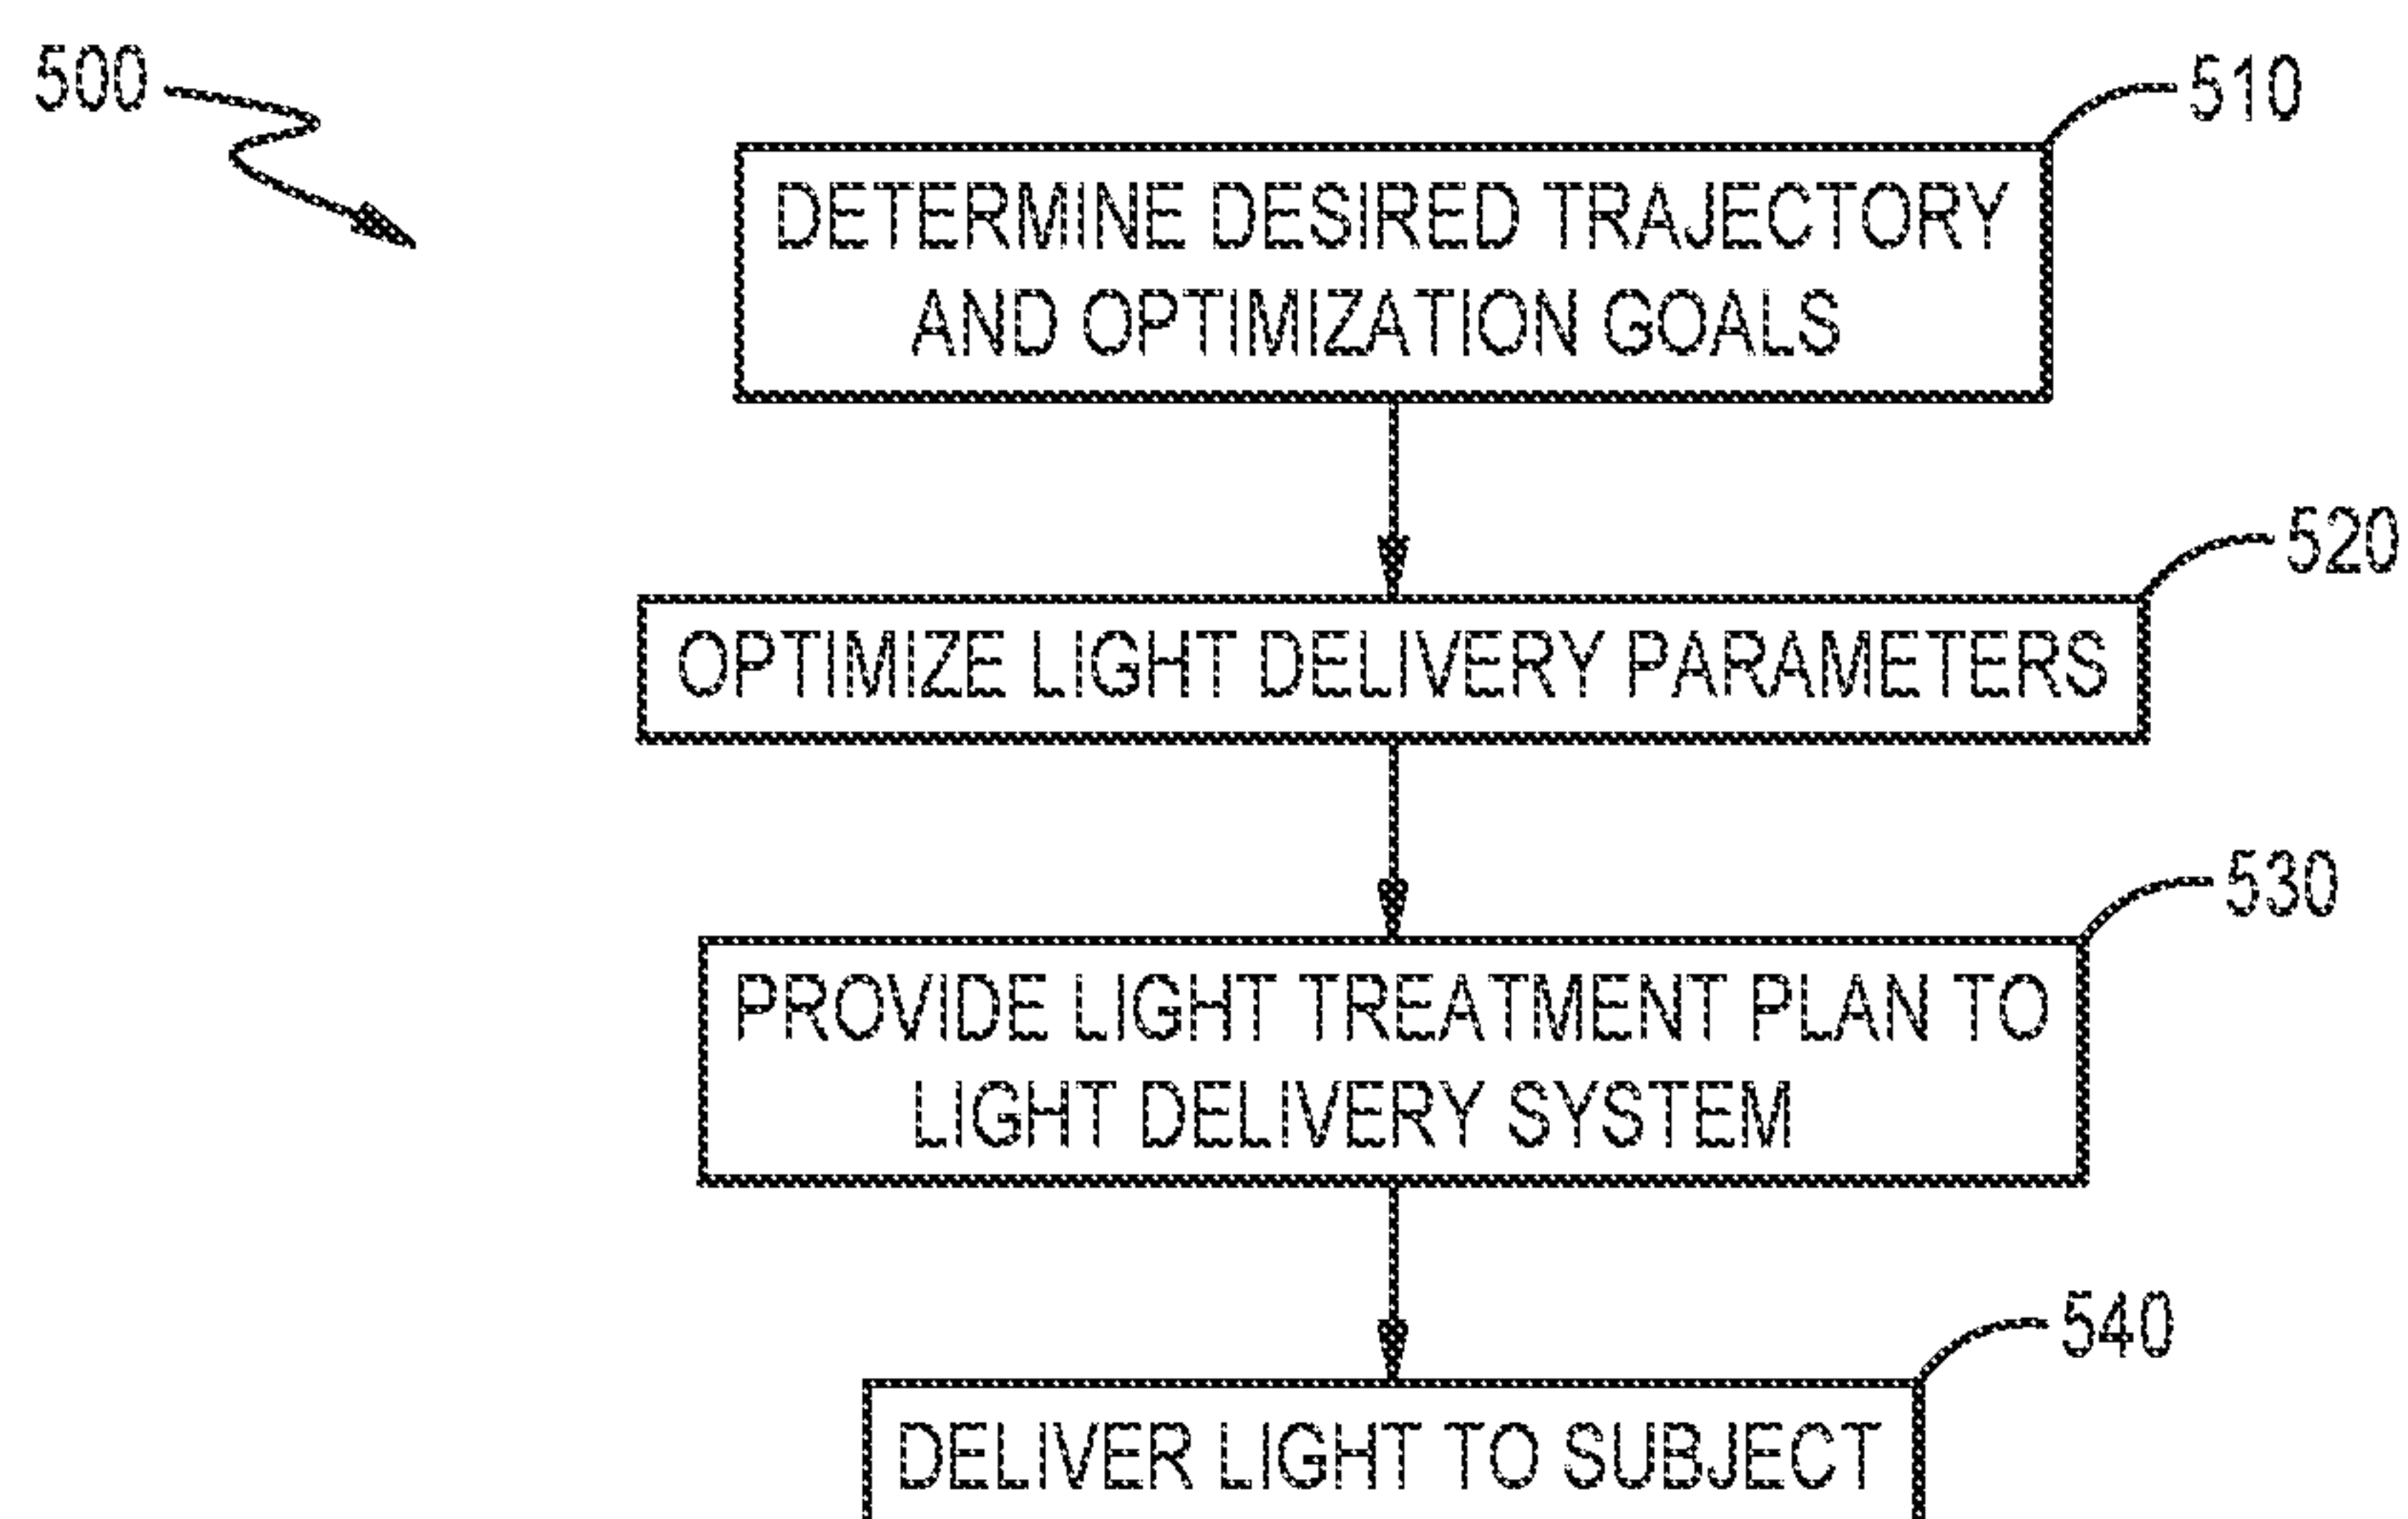 500
510
DETERMINE DESIRED TRAJECTORY
AND OPTIMIZATION GOALS
520
OPTIMIZE LIGHT DELIVERY PARAMETERS
530
PROVIDE LIGHT TREATMENT PLAN TO
LIGHT DELIVERY SYSTEM
540
DELIVER LIGHT TO SUBJECT